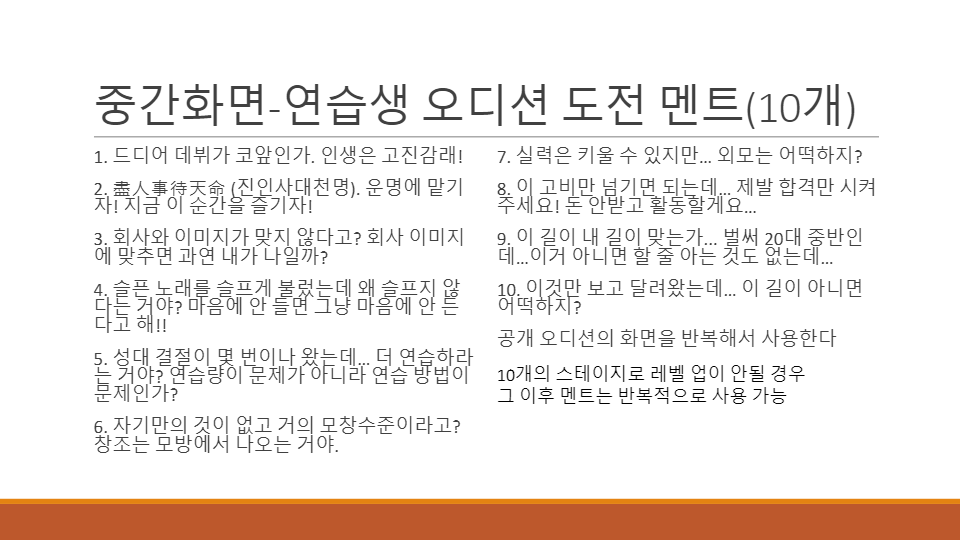 중간화면-연습생 오디션 도전 멘트(10개)
1. 드디어 데뷔가 코앞인가. 인생은 고진감래!
2. 盡人事待天命 (진인사대천명). 운명에 맡기
자! 지금 이 순간을 즐기자!
3. 회사와 이미지가 맞지 않다고? 회사 이미지
에 맞추면 과연 내가 나일까?
4. 슬픈 노래를 슬프게 불렀는데 왜 슬프지 않
다는 거야? 마음에 안 들면 그냥 마음에 안 든
다고 해!!
5. 성대 결절이 몇 번이나 왔는데... 더 연습하라
는 거야? 연습량이 문제가 아니라 연습 방법이
문제인가?
6. 자기만의 것이 없고 거의 모창수준이라고?
창조는 모방에서 나오는 거야.
7. 실력은 키울 수 있지만... 외모는 어떡하지?
8. 이 고비만 넘기면 되는데... 제발 합격만 시켜
주세요! 돈 안받고 활동할게요...
9. 이 길이 내 길이 맞는가... 벌써 20대 중반인
데...이거 아니면 할 줄 아는 것도 없는데...
10. 이것만 보고 달려왔는데... 이 길이 아니면
어떡하지?
공개 오디션의 화면을 반복해서 사용한다
10개의 스테이지로 레벨 업이 안될 경우
그 이후 멘트는 반복적으로 사용 가능